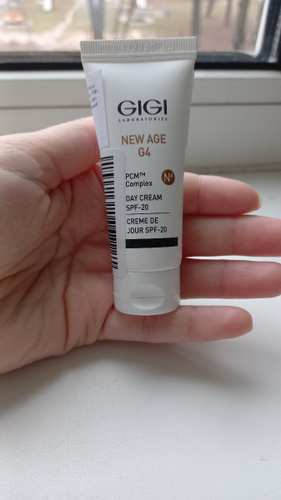 GIGI
LABORATORIES
NEW AGE
G4
PCM™
Complex
DAY CREAM
SPF-20
CREME DE
JOUR SPF-20